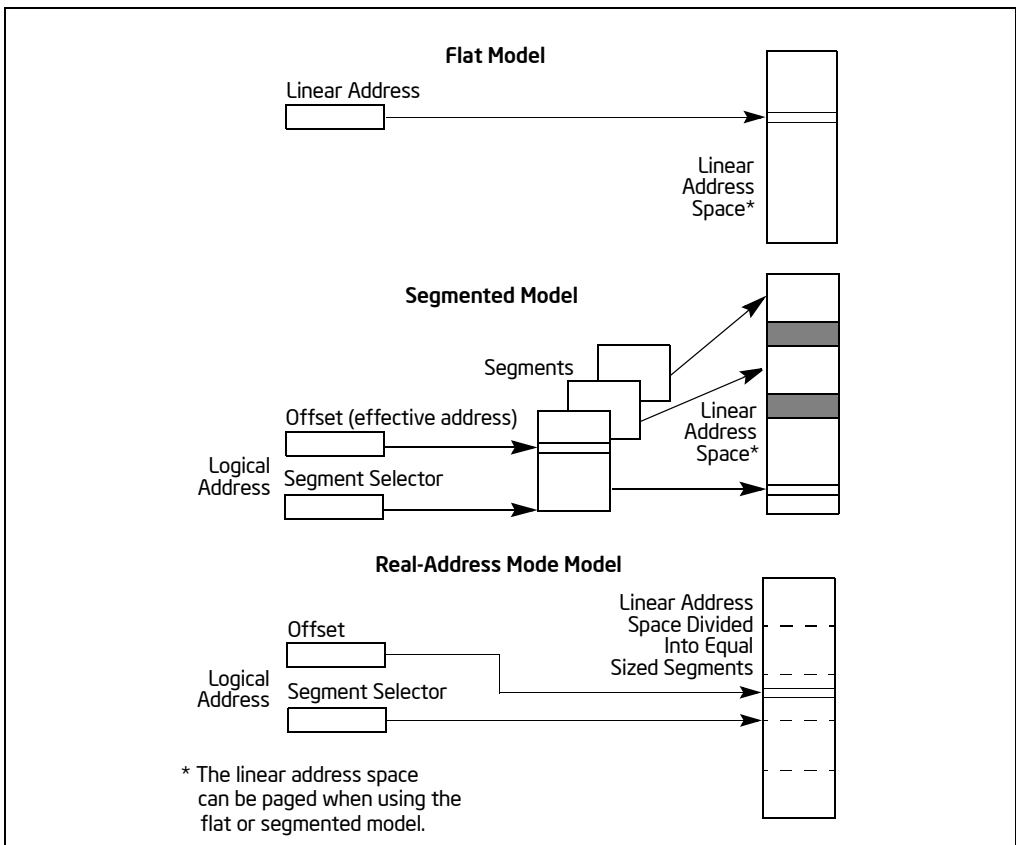 Flat Model
Linear Address
Linear
Address
Space*
Segmented Model
Segments
Offset (effective address)
Linear
Address
Space*
Logical
Address
Segment Selector
Real-Address Mode Model
Linear Address
Space Divided
Into Equal
Sized Segments
Offset
Logical
Address
Segment Selector
* The linear address space
can be paged when using the
flat or segmented model.